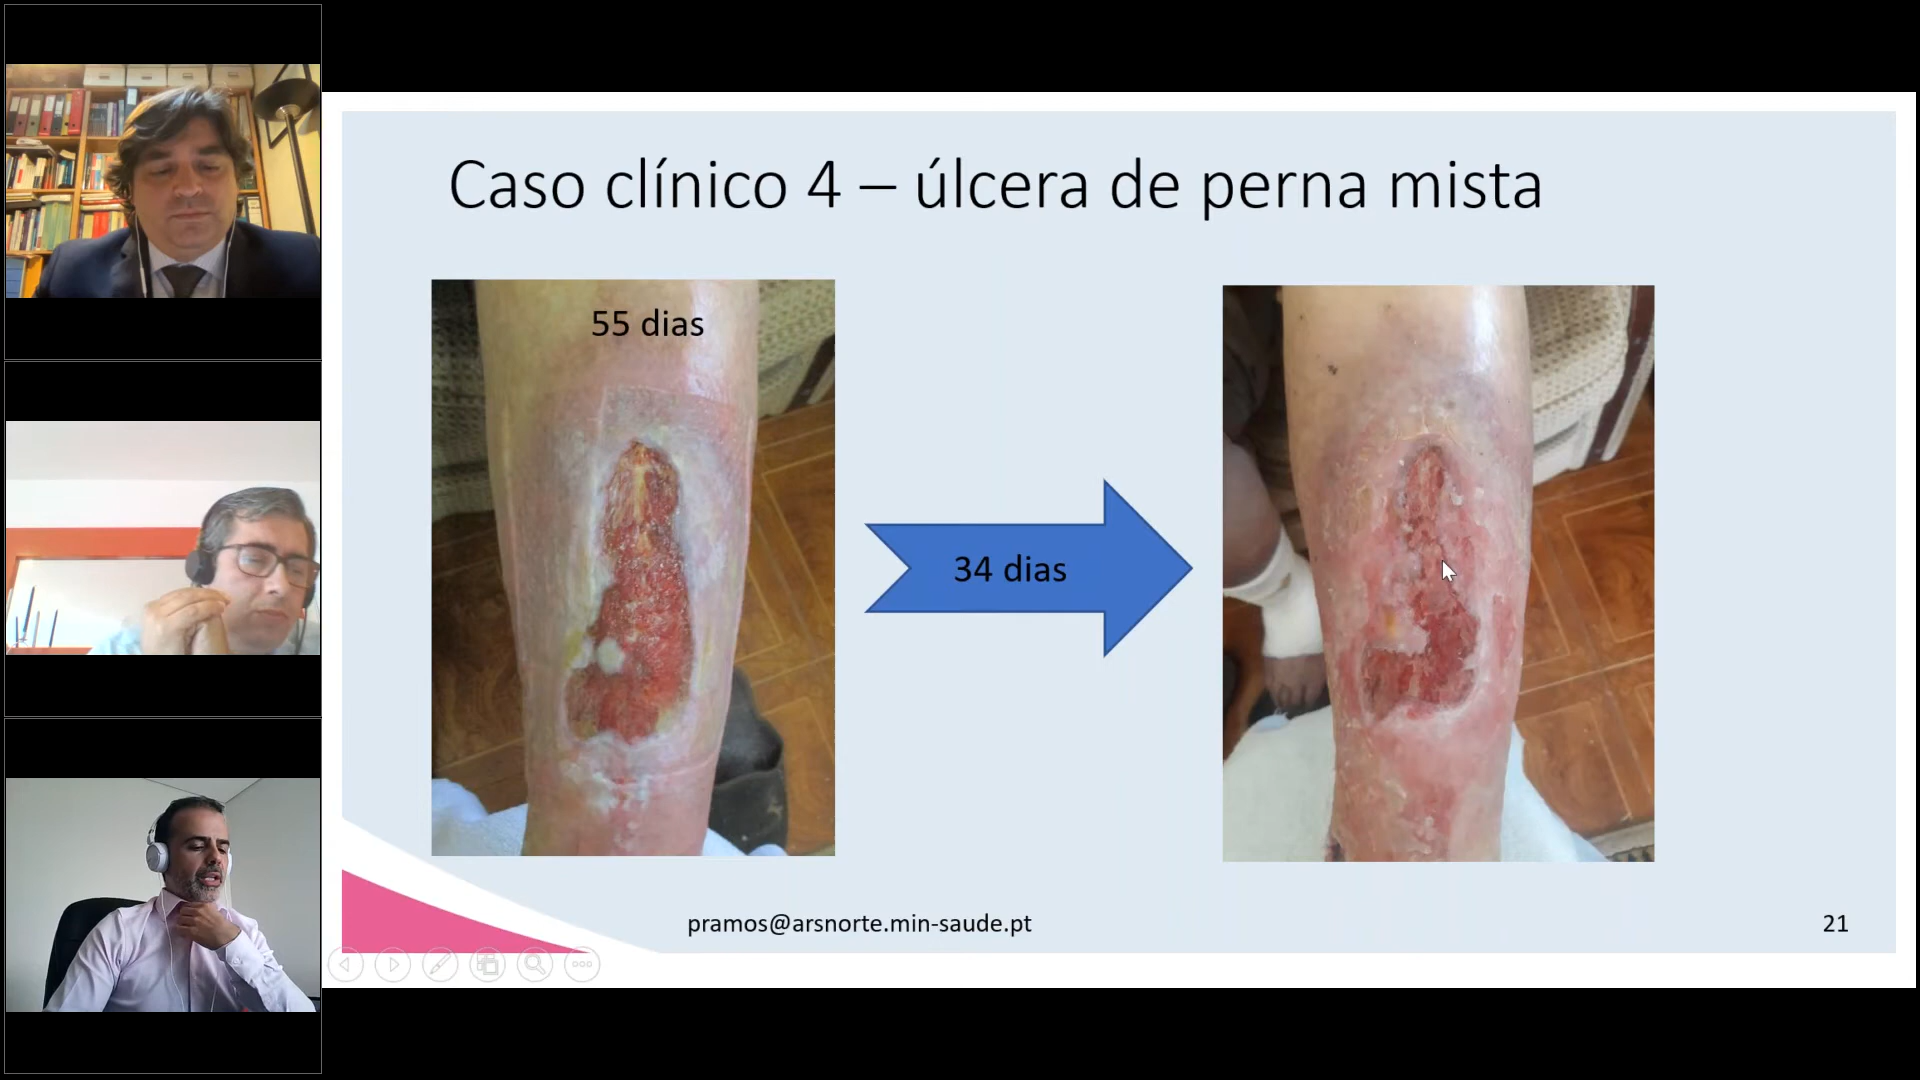 Caso clínico 4 – úlcera de perna mista
55 dias
34 dias
pramos@arsnorte.min-saude.pt
21